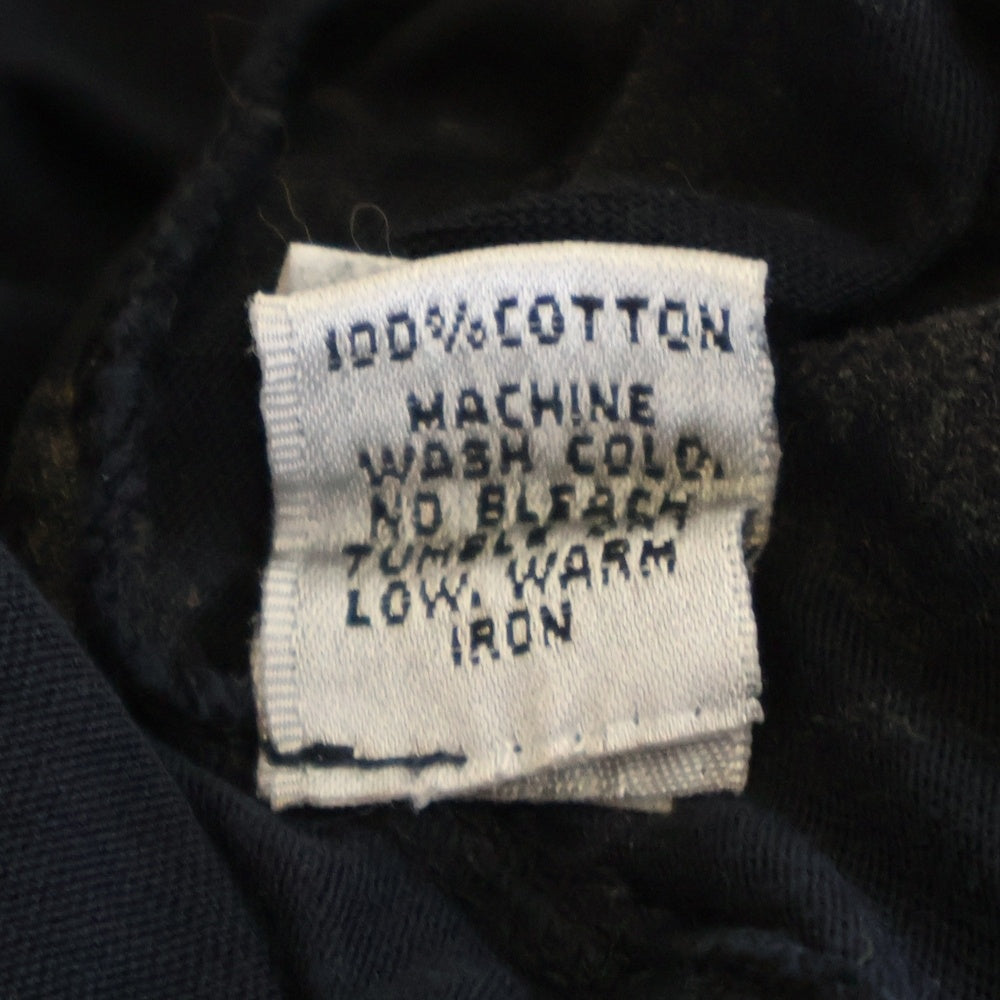 100% COTTON
MACHINE
WASH COLD.
NO BLEACH
TUMBLE DRY
LOW. WARM
IRON